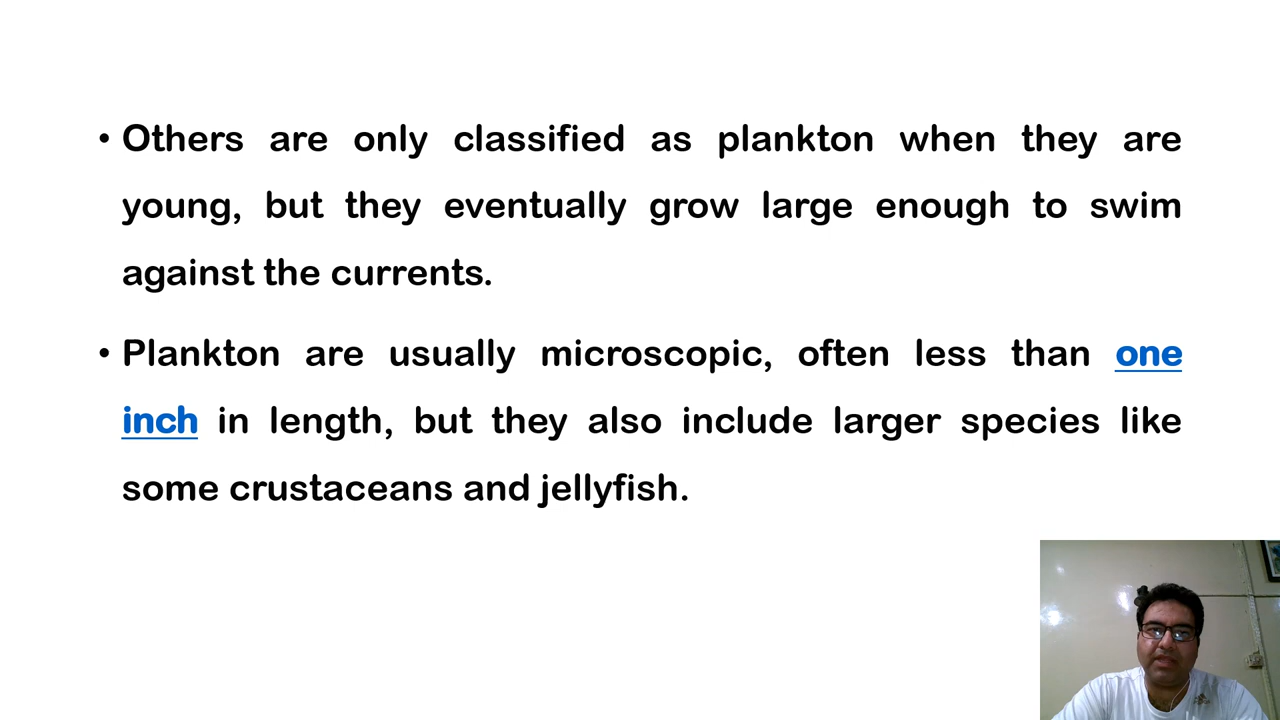 • Others are only classified as plankton when they are
young, but they eventually grow large enough to swim
against the currents.
• Plankton are usually microscopic, often less than one
inch in length, but they also include larger species like
some crustaceans and jellyfish.